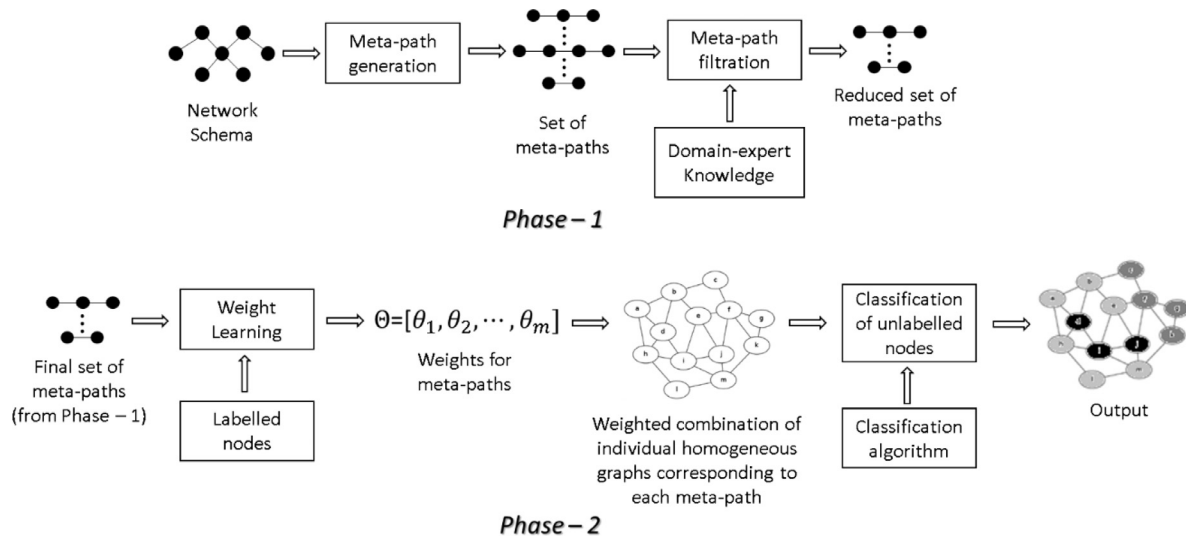 Network
Schema
Meta-path
generation
Set of
meta-paths
Meta-path
filtration
Domain-expert
Knowledge
Reduced set of
meta-paths
Phase – 1
Final set of
meta-paths
(from Phase – 1)
Weight
Learning
Labelled
nodes
Θ=[θ₁, θ₂, ⋯ , θₘ]
Weights for
meta-paths
c
b
a
f
e
g
d
k
h
i
j
m
l
Weighted combination of
individual homogeneous
graphs corresponding to
each meta-path
Classification
of unlabelled
nodes
Classification
algorithm
Output
Phase – 2